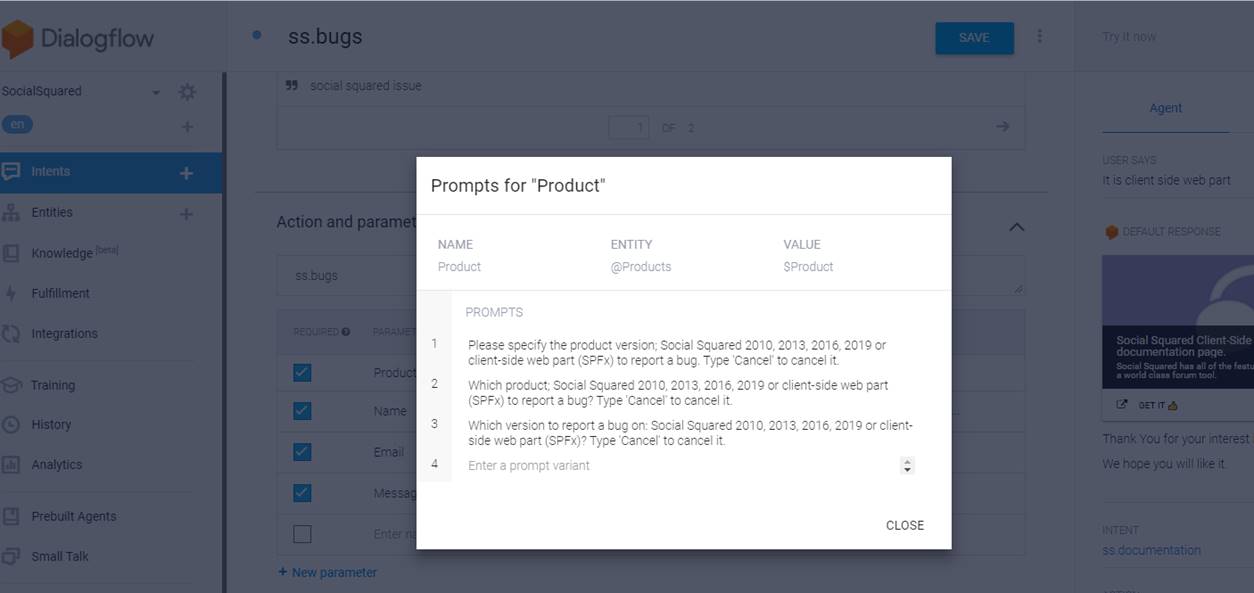 Dialogflow
ss.bugs
SAVE
Try it now
SocialSquared
en
Intents
Entities
Knowledge [beta]
Fulfillment
Integrations
Training
History
Analytics
Prebuilt Agents
Small Talk
social squared issue
1 OF 2
Action and paramet
ss.bugs
REQUIRED
PARAMET
Product
Name
Email
Messag
Enter na
+ New parameter
Prompts for "Product"
NAME ENTITY VALUE
Product @Products $Product
PROMPTS
1 Please specify the product version; Social Squared 2010, 2013, 2016, 2019 or
client-side web part (SPFx) to report a bug. Type 'Cancel' to cancel it.
2 Which product; Social Squared 2010, 2013, 2016, 2019 or client-side web part
(SPFx) to report a bug? Type 'Cancel' to cancel it.
3 Which version to report a bug on: Social Squared 2010, 2013, 2016, 2019 or client-
side web part (SPFx)? Type 'Cancel' to cancel it.
4 Enter a prompt variant
CLOSE
Agent
USER SAYS
It is client side web part
DEFAULT RESPONSE
Social Squared Client-Side
documentation page.
Social Squared has all of the featu
a world class forum tool.
GET IT 👍
Thank You for your interest
We hope you will like it.
INTENT
ss.documentation
ACTION